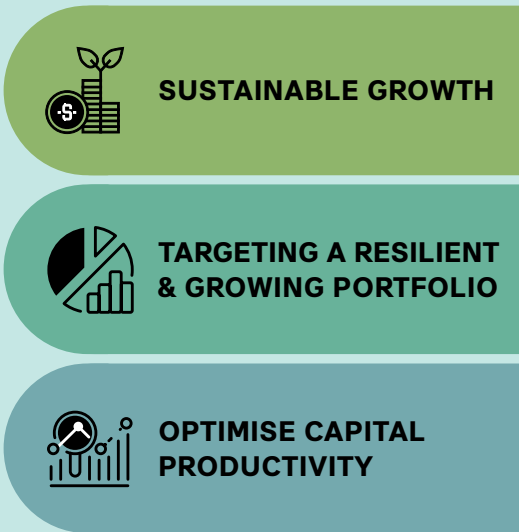 SUSTAINABLE GROWTH
TARGETING A RESILIENT
& GROWING PORTFOLIO
OPTIMISE CAPITAL
PRODUCTIVITY